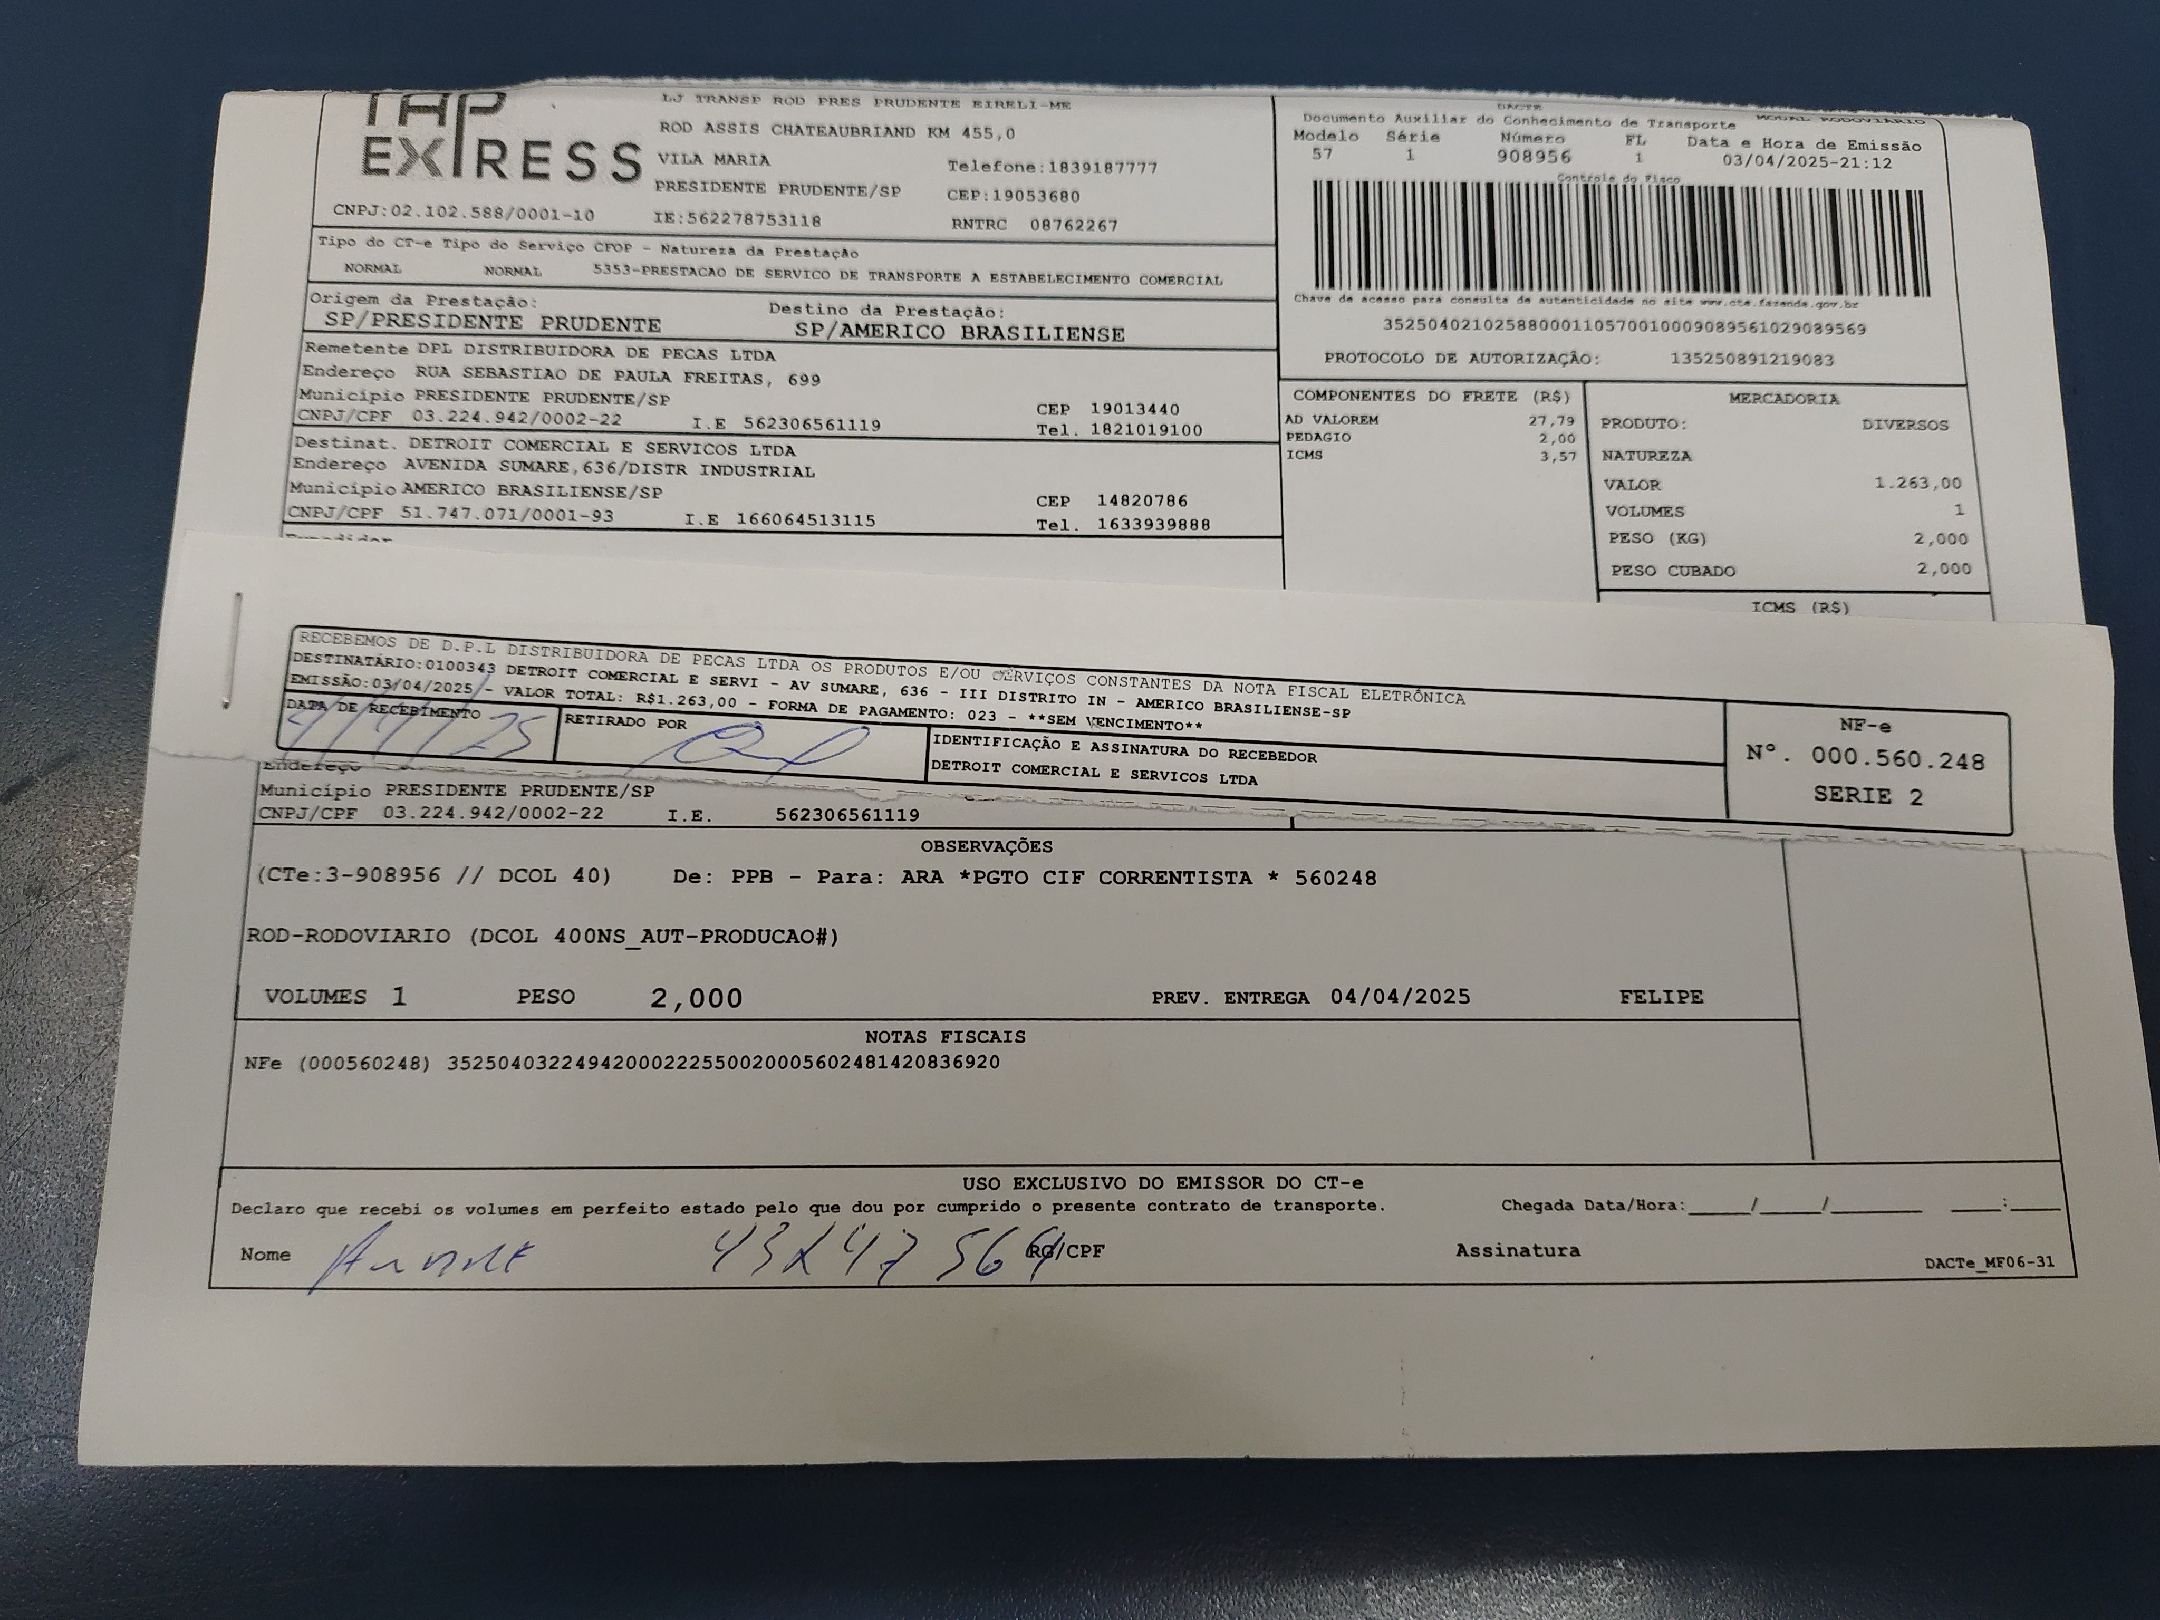 TAP
EXPRESS
LJ TRANSP ROD PRES PRUDENTE EIRELI-ME
ROD ASSIS CHATEAUBRIAND KM 455,0
VILA MARIA
Telefone:1839187777
PRESIDENTE PRUDENTE/SP
CEP:19053680
CNPJ:02.102.588/0001-10
IE:562278753118
RNTRC 08762267
DACTE
Documento Auxiliar do Conhecimento de Transporte MODAL RODOVIARIO
Modelo Série Número FL Data e Hora de Emissão
57 1 908956 1 03/04/2025-21:12
Controle do Fisco
Tipo do CT-e Tipo do Serviço CFOP - Natureza da Prestação
NORMAL NORMAL 5353-PRESTACAO DE SERVICO DE TRANSPORTE A ESTABELECIMENTO COMERCIAL
Origem da Prestação: Destino da Prestação:
SP/PRESIDENTE PRUDENTE SP/AMERICO BRASILIENSE
Chave de acesso para consulta de autenticidade no site www.cte.fazenda.gov.br
35250402102588000110570010009089561029089569
PROTOCOLO DE AUTORIZAÇÃO: 135250891219083
Remetente DPL DISTRIBUIDORA DE PECAS LTDA
Endereço RUA SEBASTIAO DE PAULA FREITAS, 699
Município PRESIDENTE PRUDENTE/SP CEP 19013440
CNPJ/CPF 03.224.942/0002-22 I.E 562306561119 Tel. 1821019100
Destinat. DETROIT COMERCIAL E SERVICOS LTDA
Endereço AVENIDA SUMARE,636/DISTR INDUSTRIAL
Município AMERICO BRASILIENSE/SP CEP 14820786
CNPJ/CPF 51.747.071/0001-93 I.E 166064513115 Tel. 1633939888
Expedidor
COMPONENTES DO FRETE (R$)
AD VALOREM 27,79
PEDAGIO 2,00
ICMS 3,57
MERCADORIA
PRODUTO: DIVERSOS
NATUREZA
VALOR 1.263,00
VOLUMES 1
PESO (KG) 2,000
PESO CUBADO 2,000
ICMS (R$)
RECEBEMOS DE D.P.L DISTRIBUIDORA DE PECAS LTDA OS PRODUTOS E/OU SERVIÇOS CONSTANTES DA NOTA FISCAL ELETRÔNICA
DESTINATÁRIO:0100343 DETROIT COMERCIAL E SERVI - AV SUMARE, 636 - III DISTRITO IN - AMERICO BRASILIENSE-SP
EMISSÃO:03/04/2025 - VALOR TOTAL: R$1.263,00 - FORMA DE PAGAMENTO: 023 - **SEM VENCIMENTO**
DATA DE RECEBIMENTO
RETIRADO POR
IDENTIFICAÇÃO E ASSINATURA DO RECEBEDOR
DETROIT COMERCIAL E SERVICOS LTDA
NF-e
Nº. 000.560.248
SERIE 2
Endereço
Município PRESIDENTE PRUDENTE/SP
CNPJ/CPF 03.224.942/0002-22 I.E. 562306561119
OBSERVAÇÕES
(CTe:3-908956 // DCOL 40) De: PPB - Para: ARA *PGTO CIF CORRENTISTA * 560248
ROD-RODOVIARIO (DCOL 400NS_AUT-PRODUCAO#)
VOLUMES 1 PESO 2,000 PREV. ENTREGA 04/04/2025 FELIPE
NOTAS FISCAIS
NFe (000560248) 35250403224942000222550020005602481420836920
USO EXCLUSIVO DO EMISSOR DO CT-e
Declaro que recebi os volumes em perfeito estado pelo que dou por cumprido o presente contrato de transporte. Chegada Data/Hora:_____/_____/________ ____:____
Nome RG/CPF Assinatura
DACTe_MF06-31